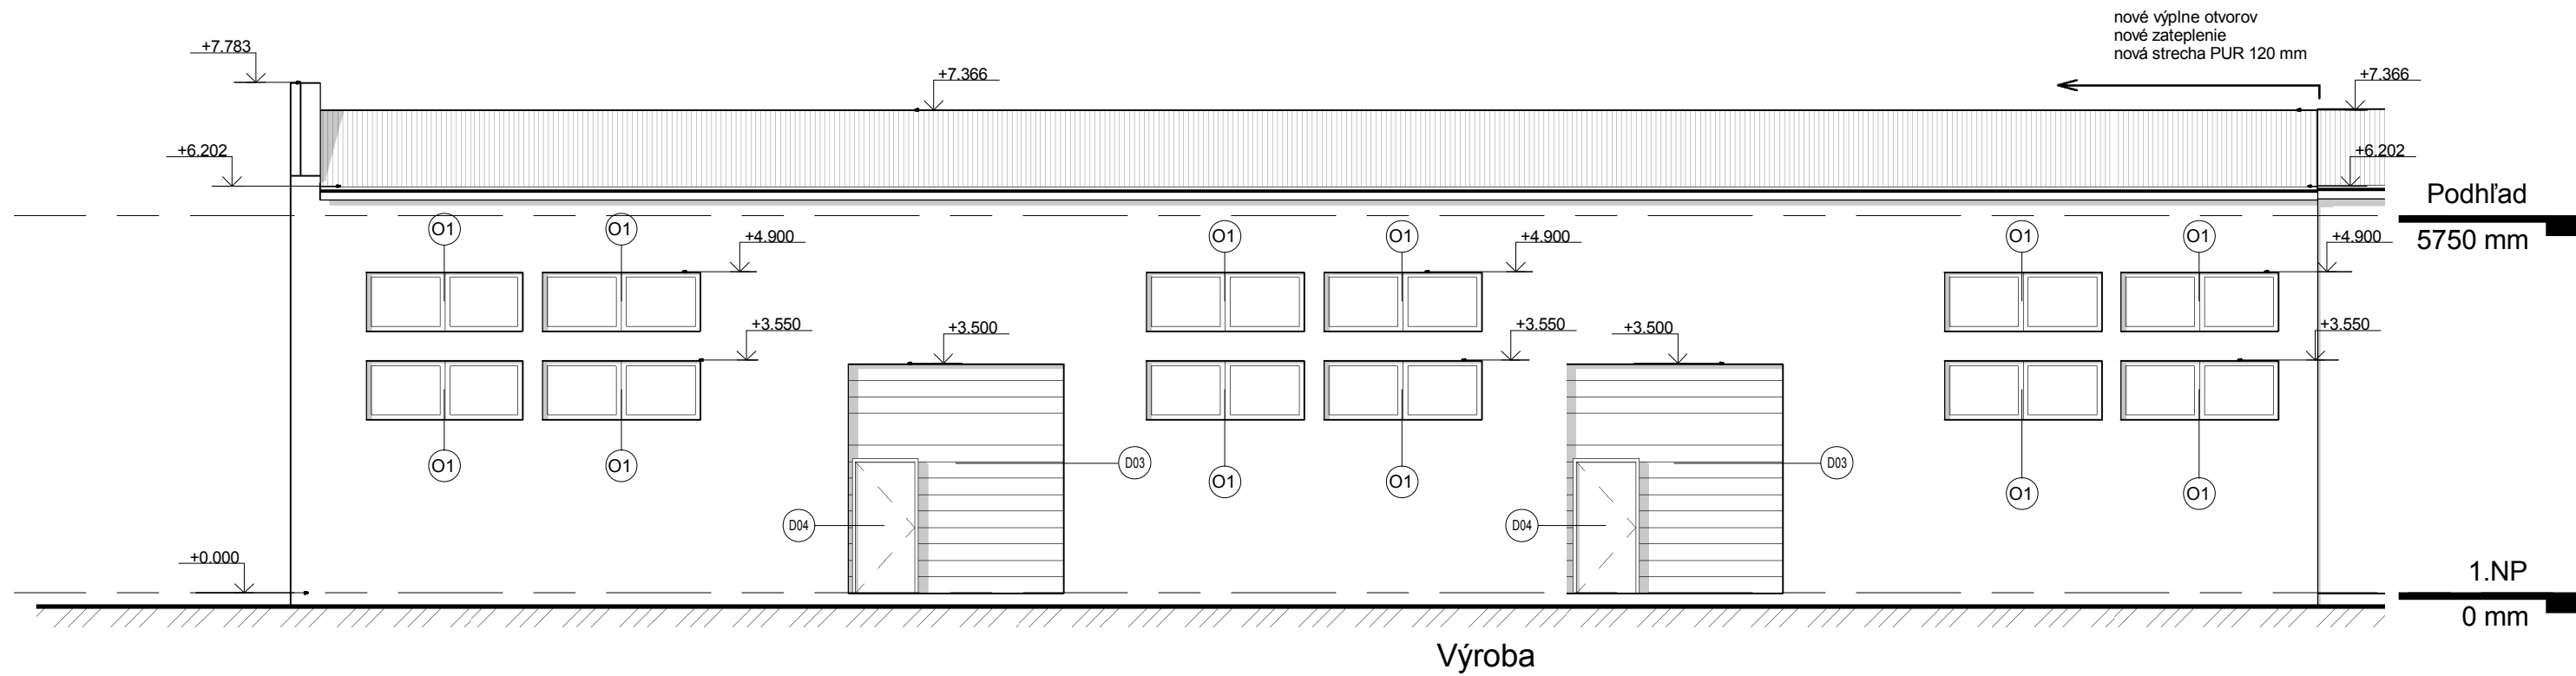 nové výplne otvorov
nové zateplenie
nová strecha PUR 120 mm
+7.783
+7.366
+7.366
+6.202
+6.202
Podhľad
5750 mm
O1
O1
+4.900
O1
O1
+4.900
O1
O1
+4.900
+3.550
+3.500
+3.550
+3.500
+3.550
O1
O1
D03
O1
O1
D03
O1
O1
D04
D04
+0.000
1.NP
0 mm
Výroba